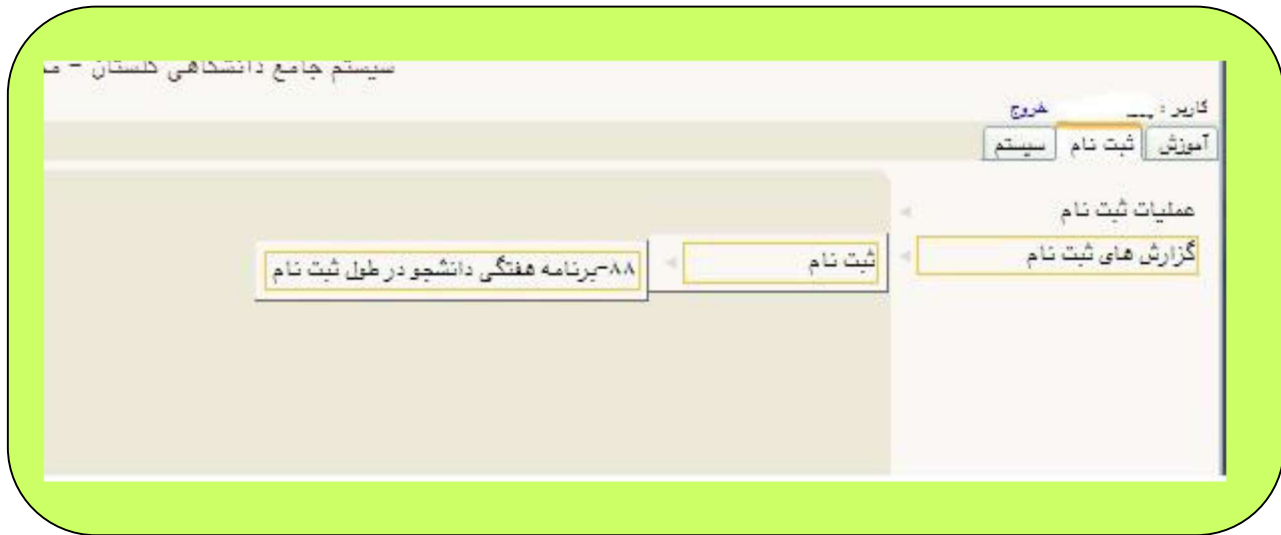 سیستم جامع دانشگاهی گلستان -
کاربر : خروج
آموزش ثبت نام سیستم
عملیات ثبت نام
گزارش های ثبت نام ثبت نام ۸۸-برنامه هفتگی دانشجو در طول ثبت نام